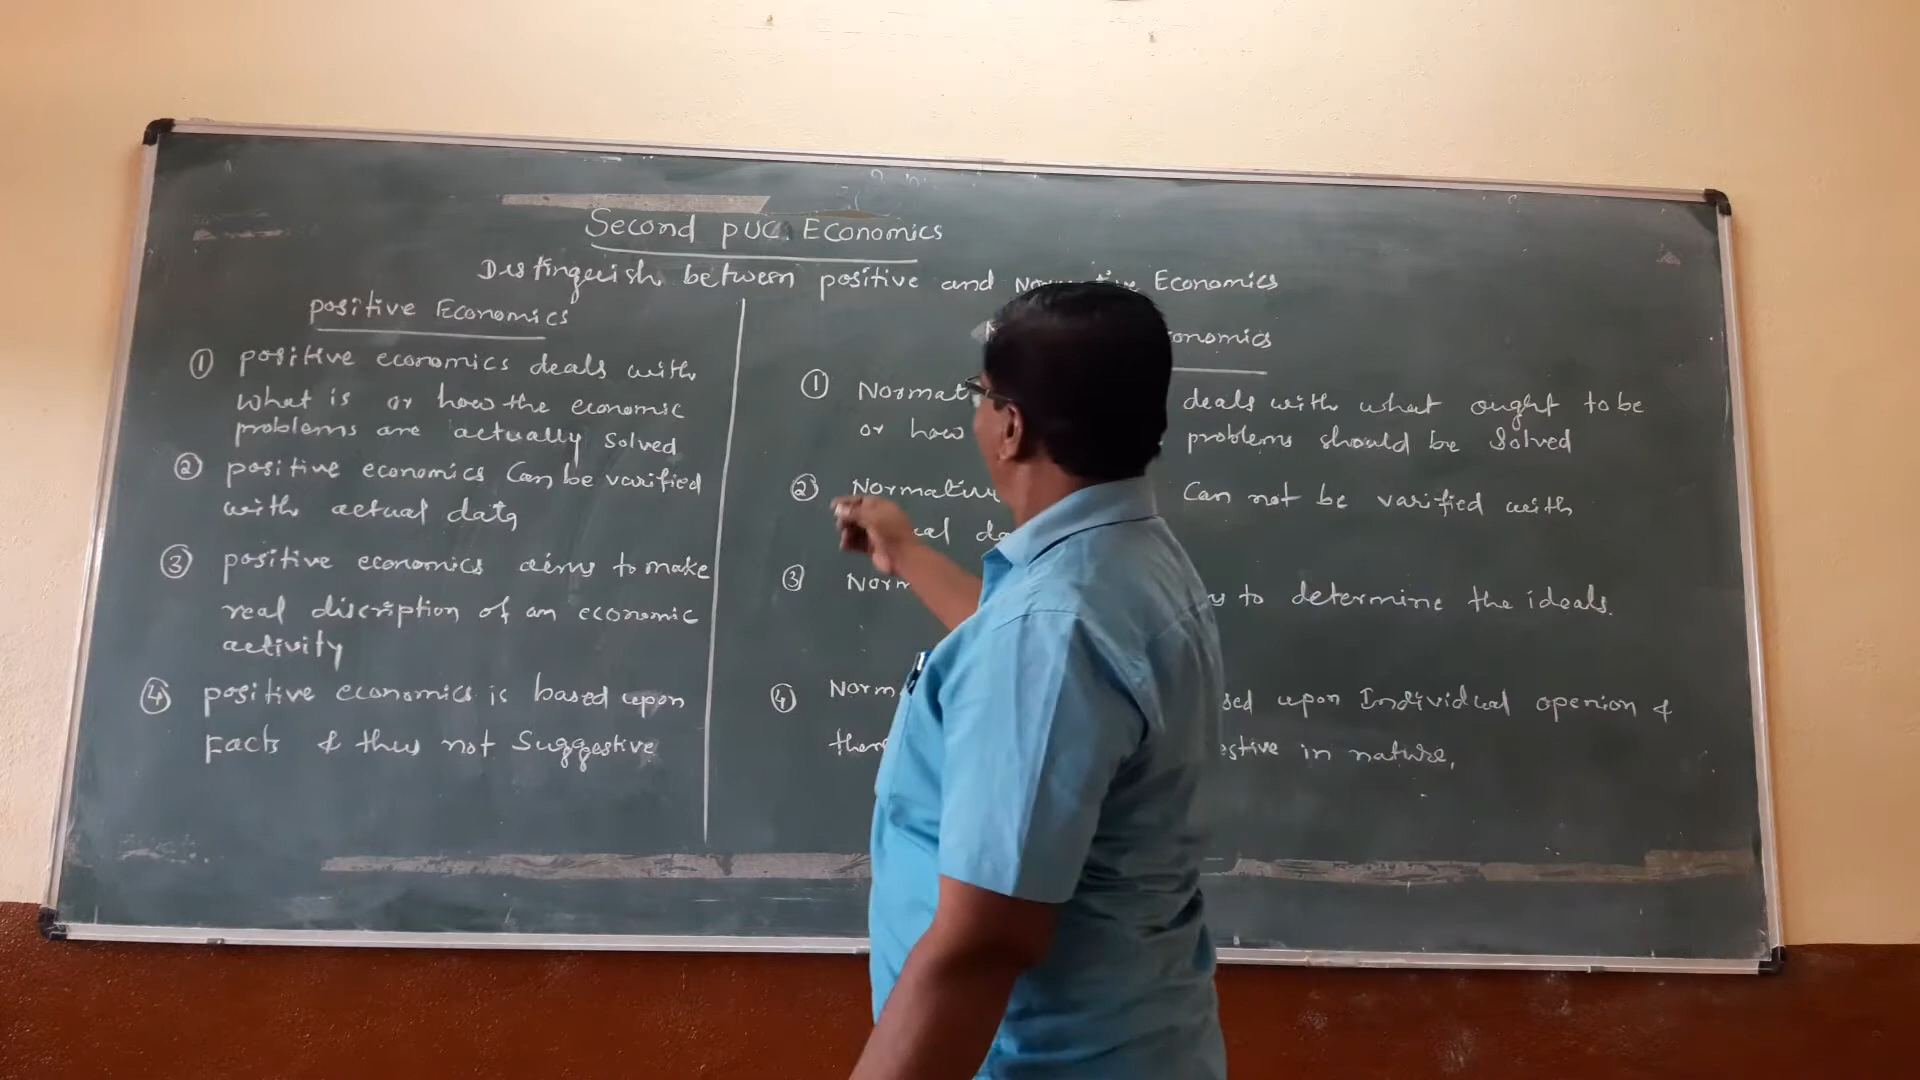 Second PUC Economics
Distinguish between positive and Economics
positive Economics
① positive economics deals with
what is or how the economic
problems are actually solved
② positive economics Can be varified
with actual data
③ positive economics aims to make
real discription of an economic
activity
④ positive economics is based upon
Facts & thus not Suggestive
onomics
① Normat deals with what ought to be
or how problems should be solved
② Normative Can not be varified with
③ Norm to determine the ideals.
④ Norm upon Individual openion &
estive in nature.